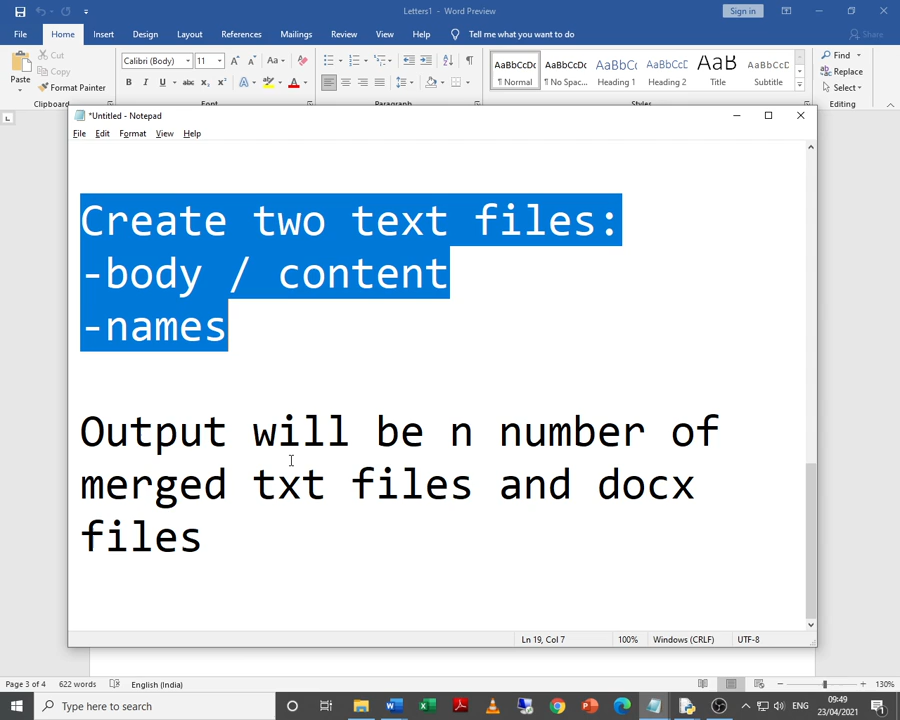 Letters1 - Word Preview
Sign in
File Home Insert Design Layout References Mailings Review View Help Tell me what you want to do Share
Paste
Cut
Copy
Format Painter
Clipboard
Calibri (Body) 11
Font
Paragraph
AaBbCcDc AaBbCcDc AaBbCc AaBbCcC AaB AaBbCcC
¶ Normal ¶ No Spac... Heading 1 Heading 2 Title Subtitle
Styles
Find
Replace
Select
Editing
*Untitled - Notepad
File Edit Format View Help
Create two text files:
-body / content
-names
Output will be n number of
merged txt files and docx
files
Ln 19, Col 7 100% Windows (CRLF) UTF-8
Page 3 of 4 622 words English (India) 130%
Type here to search
ENG
09:49
23/04/2021